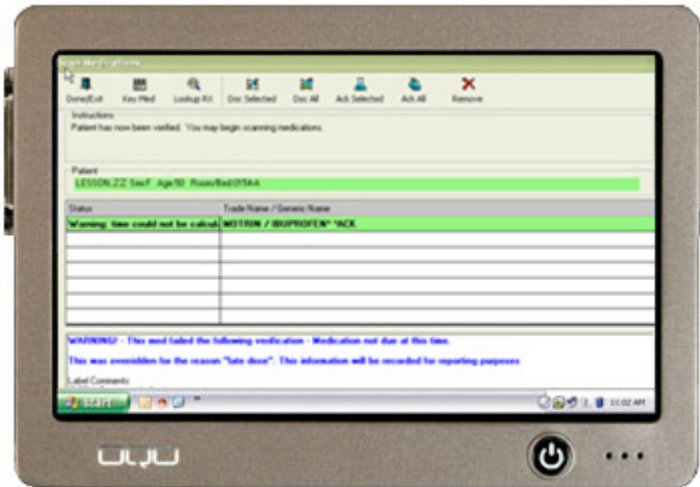 Scan Medications
Done/Exit Key Med Lookup RX Doc Selected Doc All Ack Selected Ack All Remove
Instructions
Patient has now been verified. You may begin scanning medications.
Patient
LESSON, ZZ Sex:F Age:50 Room/Bed:0154-A
Status Trade Name / Generic Name
Warning: time could not be calcula MOTRIN / IBUPROFEN* *ACK
WARNING! - This med failed the following verification - Medication not due at this time.
This was overridden for the reason "late dose". This information will be recorded for reporting purposes
Label Comments:
start 11:02 AM
OQO